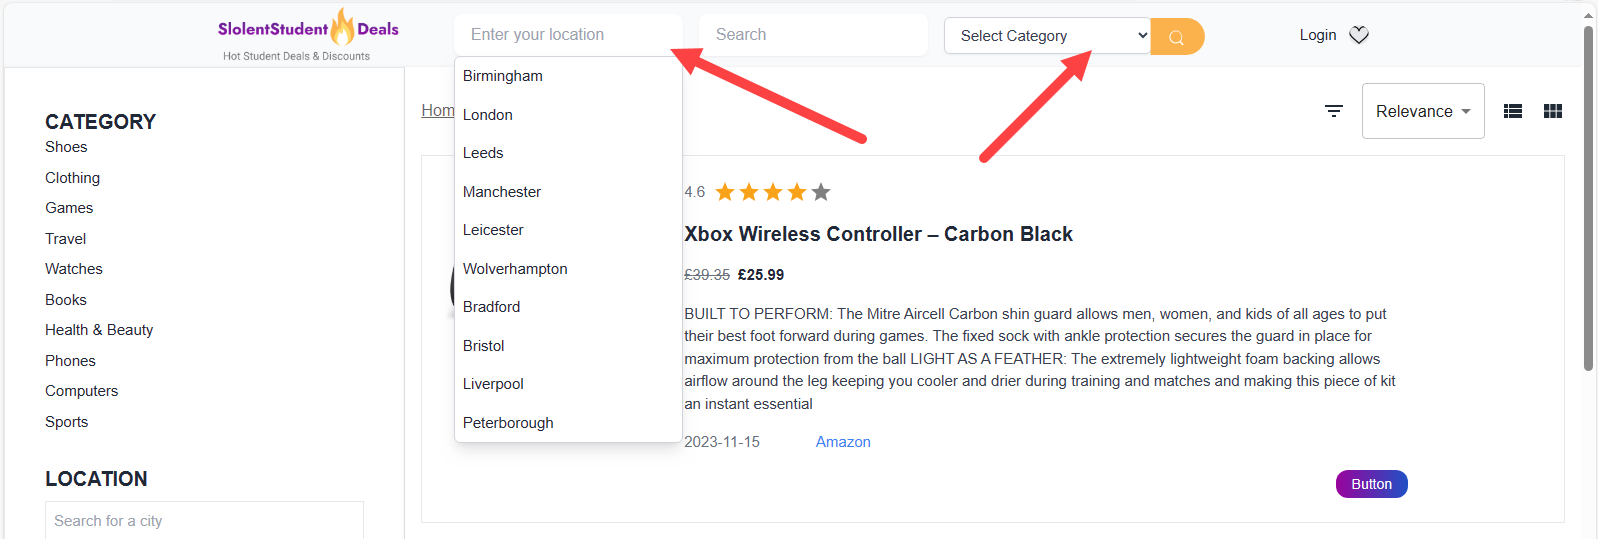 SlolentStudent Deals
Hot Student Deals & Discounts
Enter your location
Search
Select Category
Login
Birmingham
London
Leeds
Manchester
Leicester
Wolverhampton
Bradford
Bristol
Liverpool
Peterborough
CATEGORY
Shoes
Clothing
Games
Travel
Watches
Books
Health & Beauty
Phones
Computers
Sports
LOCATION
Search for a city
Hom
Relevance
4.6
Xbox Wireless Controller – Carbon Black
£39.35 £25.99
BUILT TO PERFORM: The Mitre Aircell Carbon shin guard allows men, women, and kids of all ages to put
their best foot forward during games. The fixed sock with ankle protection secures the guard in place for
maximum protection from the ball LIGHT AS A FEATHER: The extremely lightweight foam backing allows
airflow around the leg keeping you cooler and drier during training and matches and making this piece of kit
an instant essential
2023-11-15 Amazon
Button